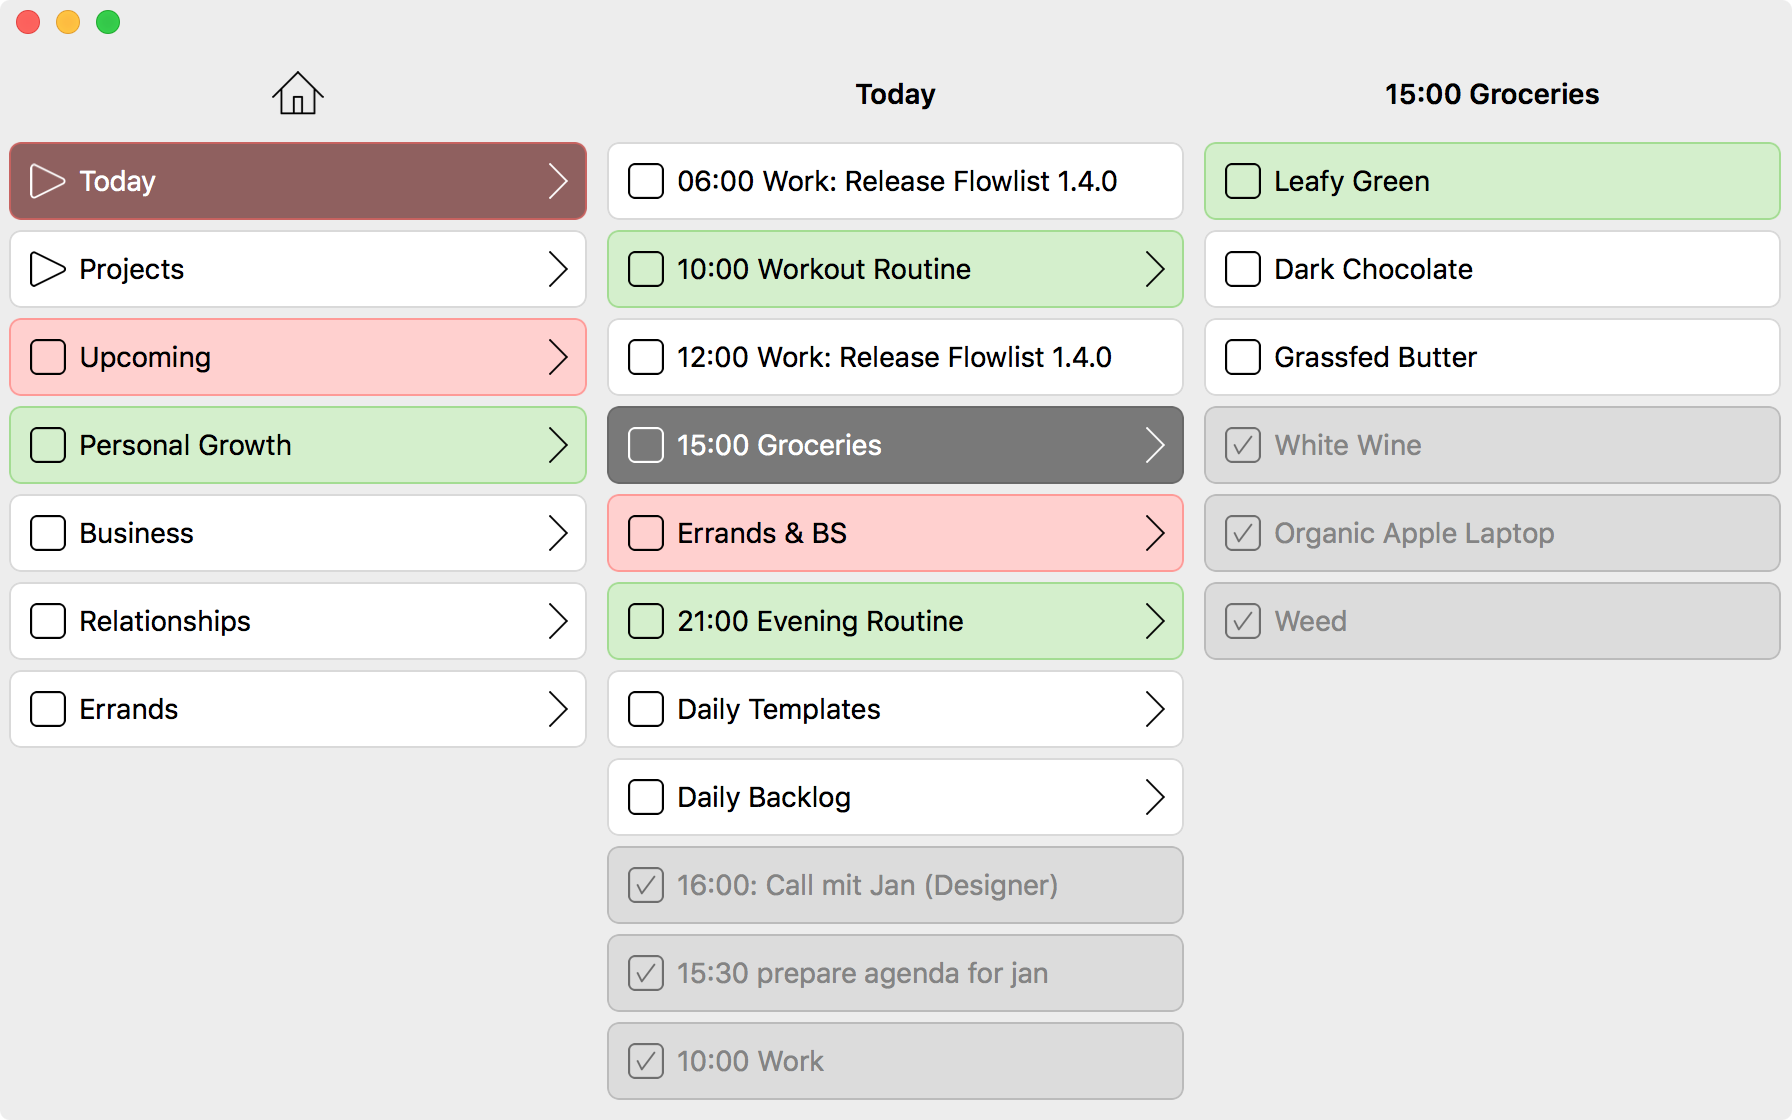 Today
Projects
Upcoming
Personal Growth
Business
Relationships
Errands
Today
06:00 Work: Release Flowlist 1.4.0
10:00 Workout Routine
12:00 Work: Release Flowlist 1.4.0
15:00 Groceries
Errands & BS
21:00 Evening Routine
Daily Templates
Daily Backlog
16:00: Call mit Jan (Designer)
15:30 prepare agenda for jan
10:00 Work
15:00 Groceries
Leafy Green
Dark Chocolate
Grassfed Butter
White Wine
Organic Apple Laptop
Weed